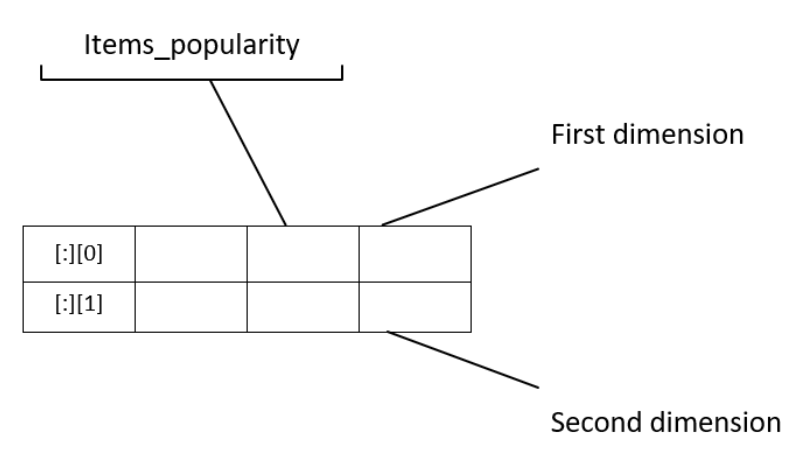 Items_popularity
First dimension
[:][0]
[:][1]
Second dimension